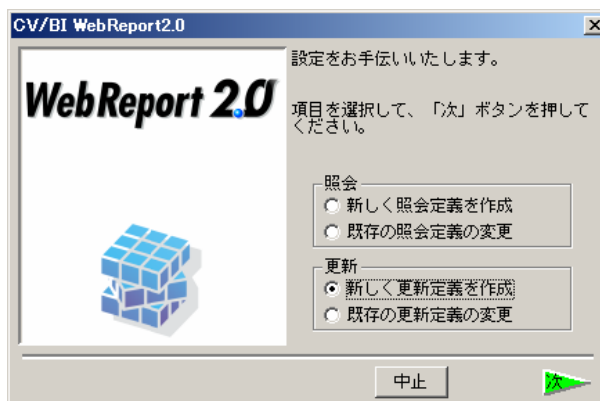 CV/BI WebReport2.0
設定をお手伝いいたします。
WebReport 2.0
項目を選択して、「次」ボタンを押して
ください。
照会
新しく照会定義を作成
既存の照会定義の変更
更新
新しく更新定義を作成
既存の更新定義の変更
中止
次